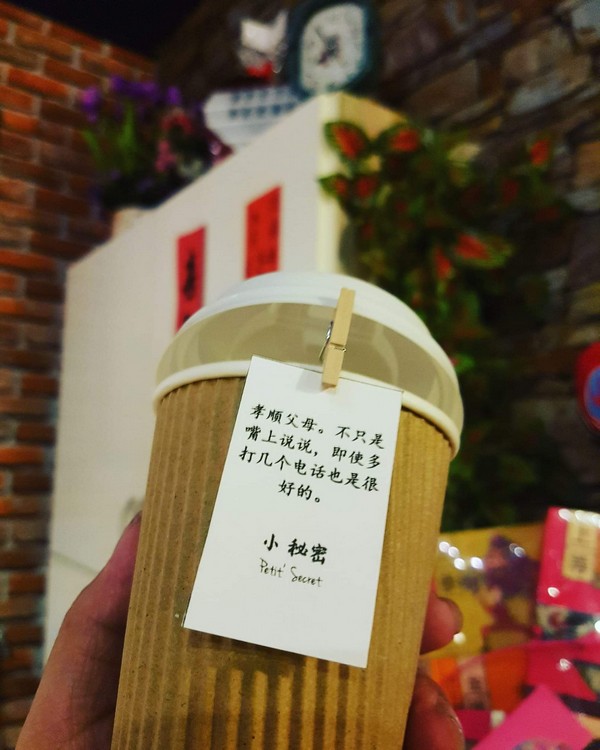 孝顺父母。不只是
嘴上说说，即使多
打几个电话也是很
好的。
小秘密
Petit' Secret